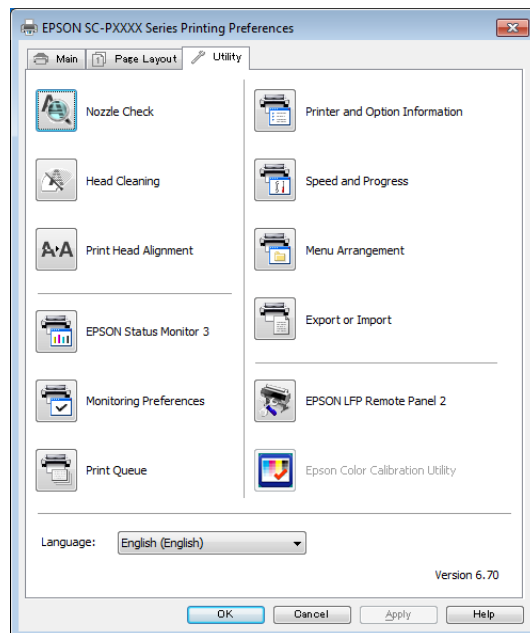 EPSON SC-PXXXX Series Printing Preferences
Main
Page Layout
Utility
Nozzle Check
Head Cleaning
Print Head Alignment
EPSON Status Monitor 3
Monitoring Preferences
Print Queue
Printer and Option Information
Speed and Progress
Menu Arrangement
Export or Import
EPSON LFP Remote Panel 2
Epson Color Calibration Utility
Language: English (English)
Version 6.70
OK Cancel Apply Help